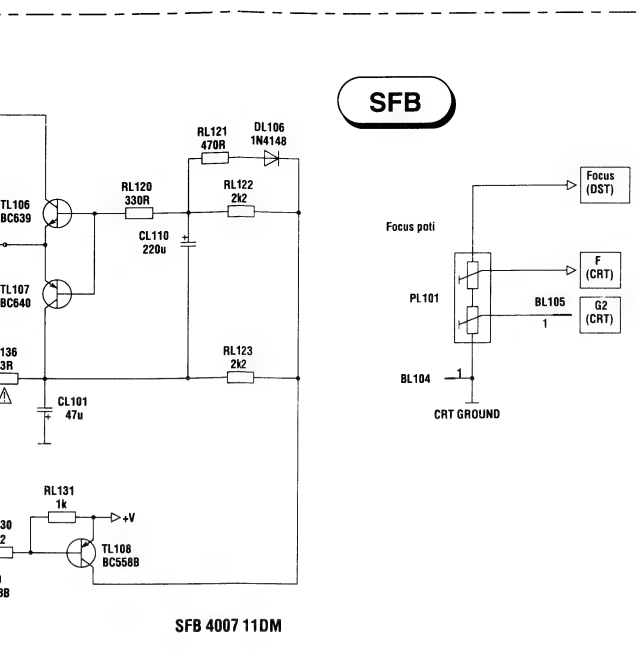 SFB
RL121
470R
DL106
1N4148
Focus
(DST)
TL106
BC639
RL120
330R
RL122
2k2
Focus poti
CL110
220u
+
F
(CRT)
TL107
BC640
PL101
BL105
1
G2
(CRT)
136
3R
RL123
2k2
BL104
1
CL101
47u
+
CRT GROUND
RL131
1k
+V
30
2
TL108
BC558B
SFB 4007 11DM